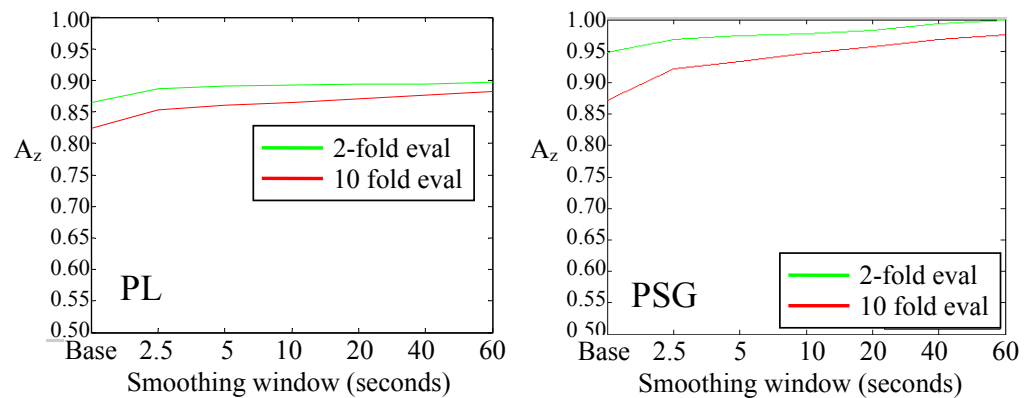 1.00
0.95
0.90
0.85
0.80
0.75
0.70
0.65
0.60
0.55
0.50
Az
2-fold eval
10 fold eval
PL
Base 2.5 5 10 20 40 60
Smoothing window (seconds)
1.00
0.95
0.90
0.85
0.80
0.75
0.70
0.65
0.60
0.55
0.50
Az
2-fold eval
10 fold eval
PSG
Base 2.5 5 10 20 40 60
Smoothing window (seconds)